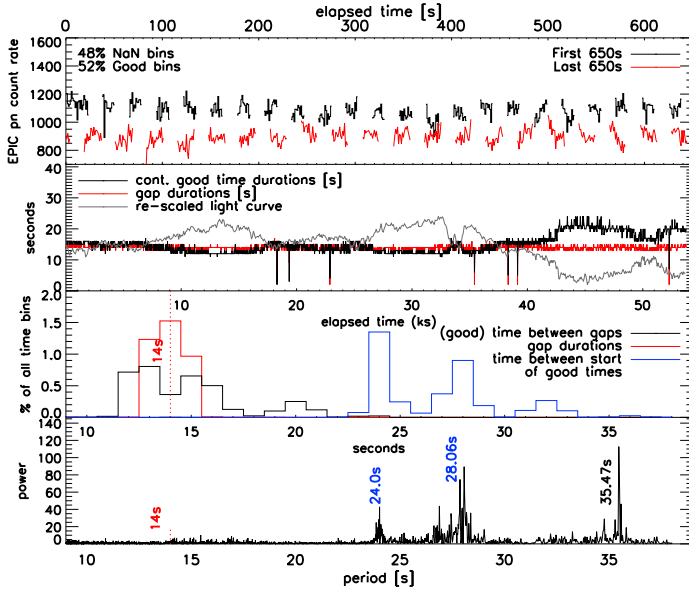 elapsed time [s]
0 100 200 300 400 500 600
1600
1400
1200
1000
800
EPIC pn count rate
48% NaN bins
52% Good bins
First 650s
Last 650s
40
30
20
10
0
seconds
cont. good time durations [s]
gap durations [s]
re-scaled light curve
10 20 30 40 50
elapsed time (ks)
2.0
1.5
1.0
0.5
0.0
% of all time bins
14s
(good) time between gaps
gap durations
time between start
of good times
10 15 20 25 30 35
seconds
140
120
100
80
60
40
20
0
power
14s
24.0s
28.06s
35.47s
10 15 20 25 30 35
period [s]